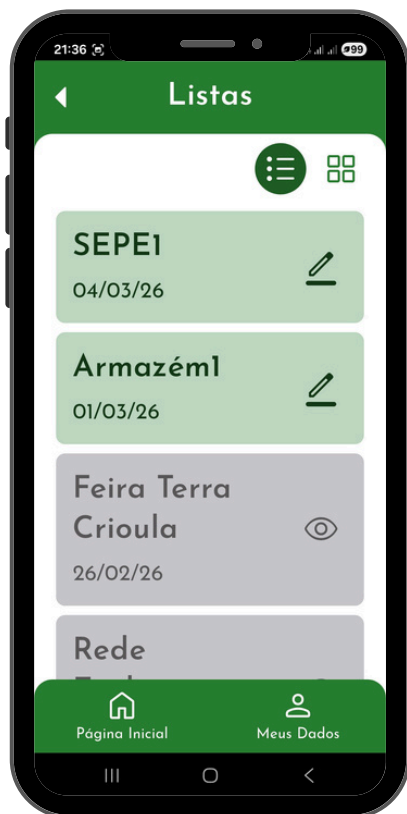 21:36
99
Listas
SEPE1
04/03/26
Armazém1
01/03/26
Feira Terra
Crioula
26/02/26
Rede
Página Inicial
Meus Dados